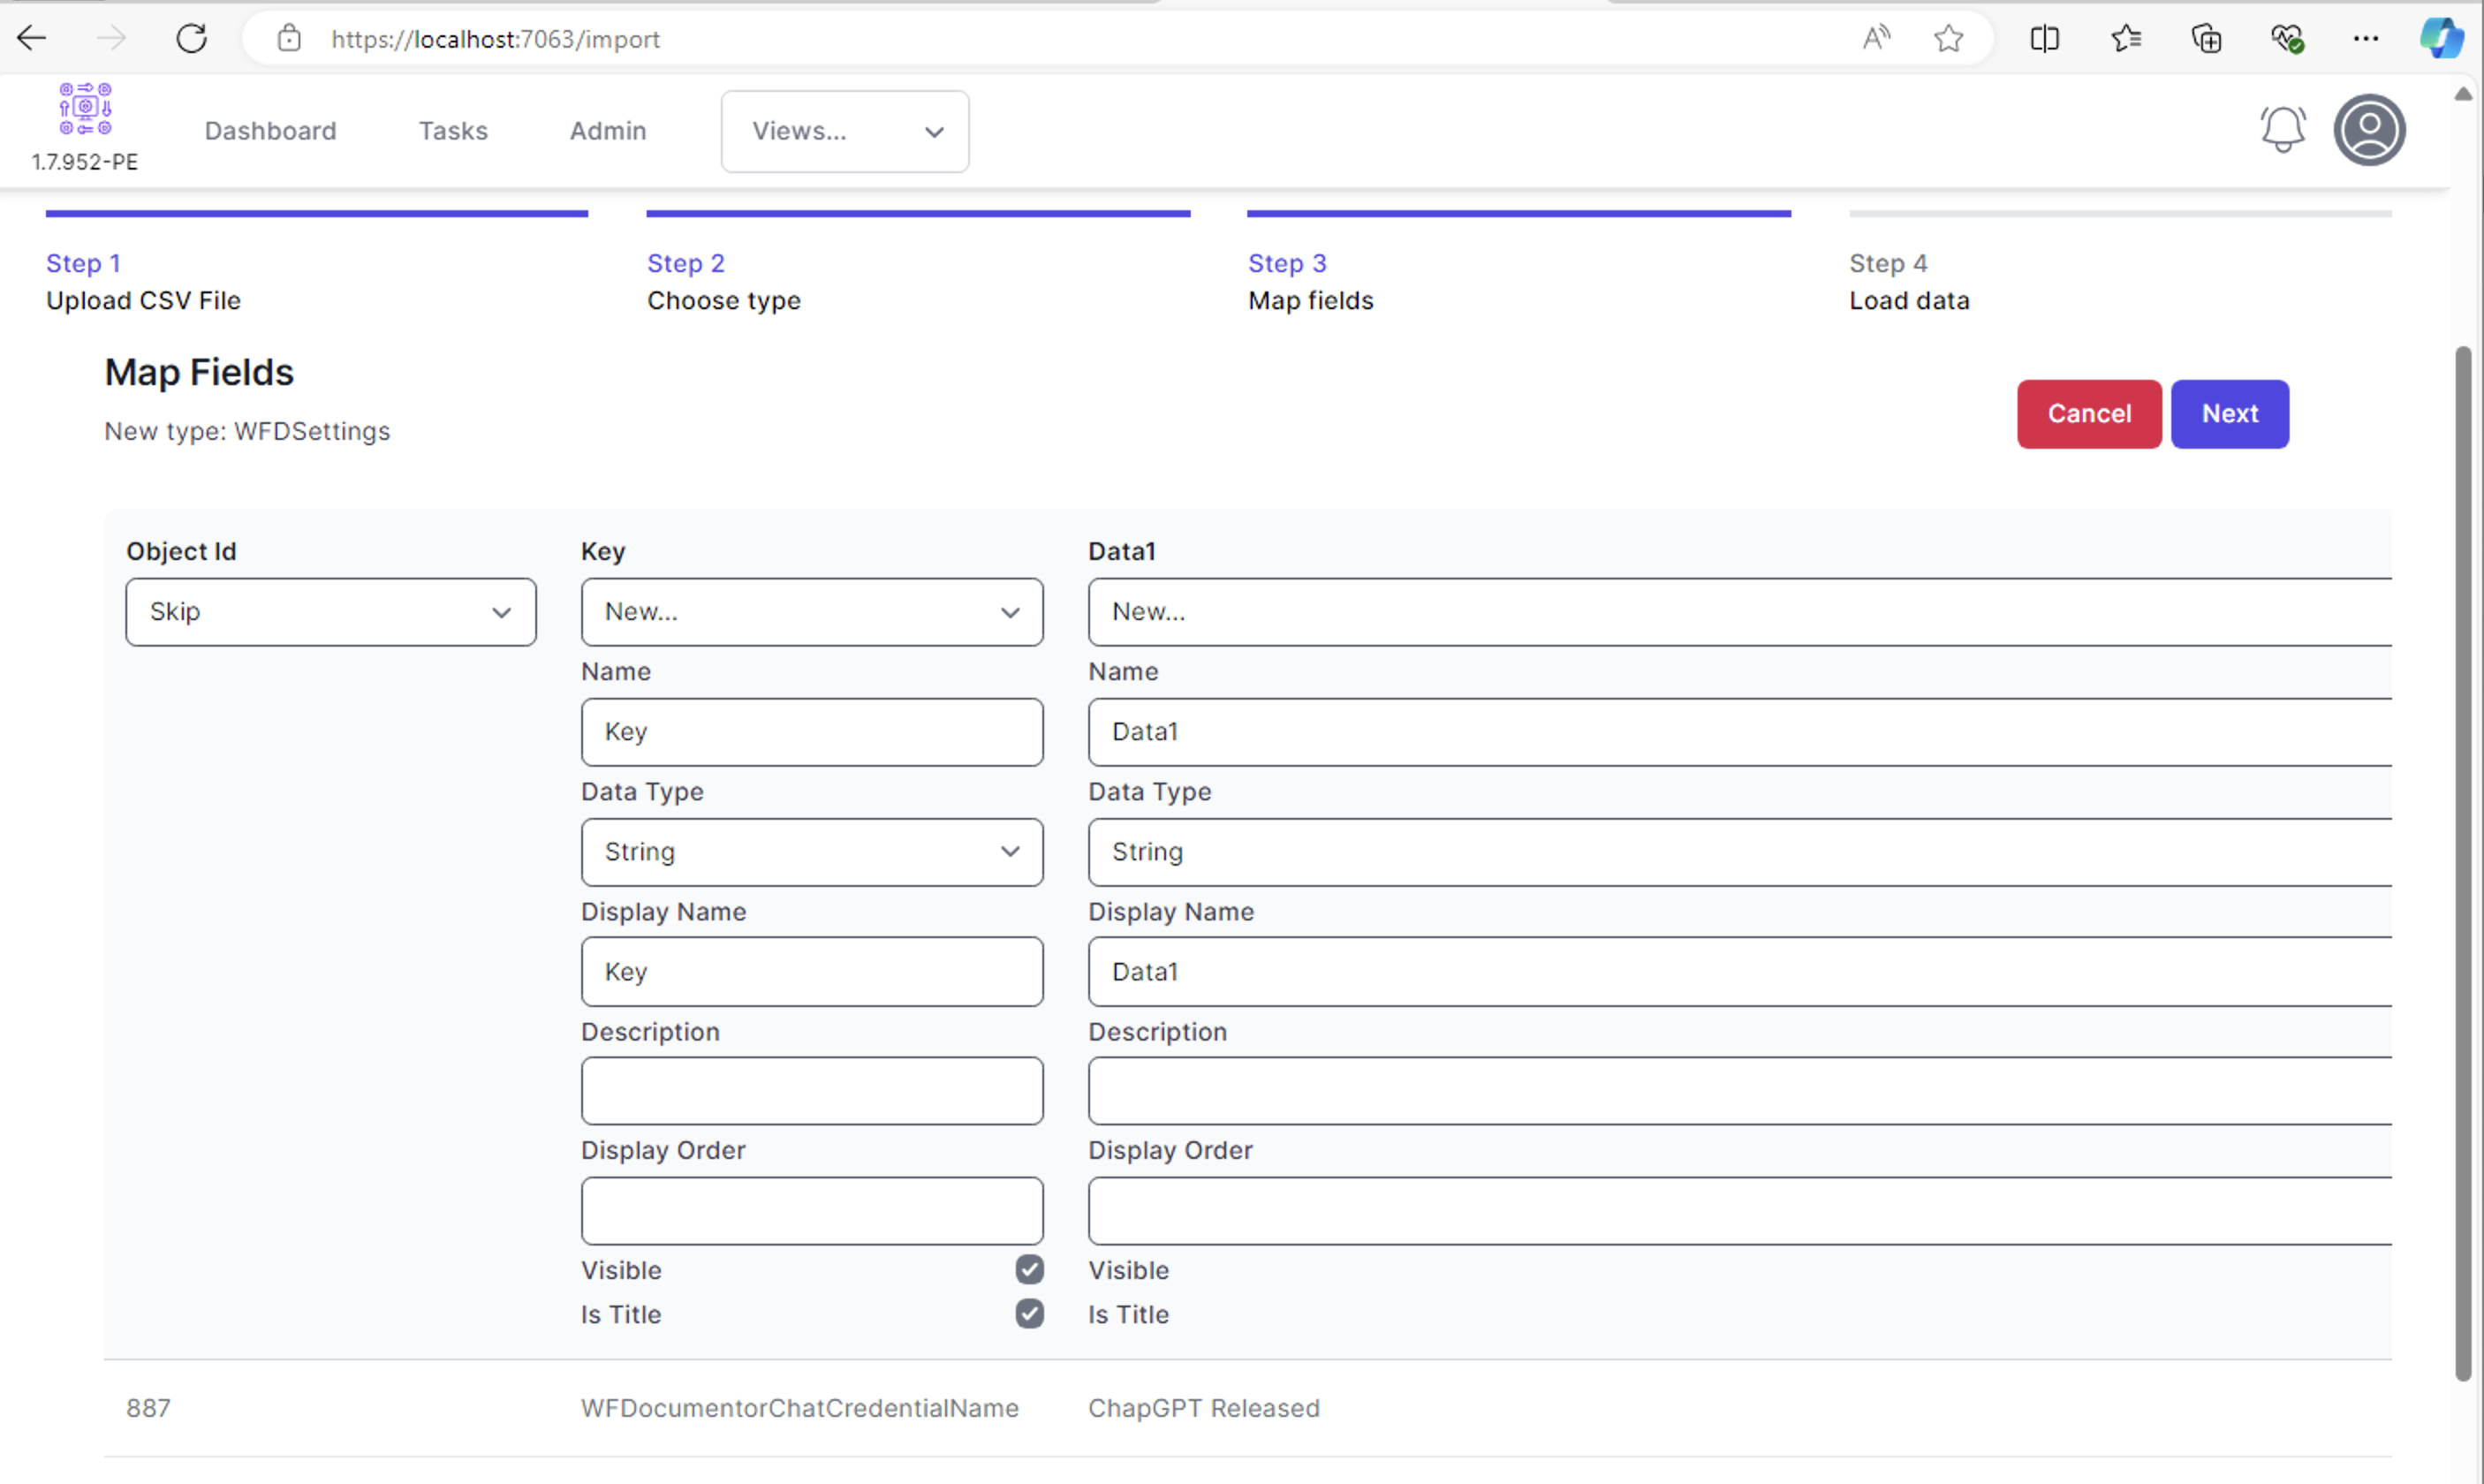 https://localhost:7063/import
1.7.952-PE
Dashboard
Tasks
Admin
Views...
Step 1
Upload CSV File
Step 2
Choose type
Step 3
Map fields
Step 4
Load data
Map Fields
New type: WFDSettings
Cancel
Next
Object Id
Key
Data1
Skip
New...
New...
Name
Name
Key
Data1
Data Type
Data Type
String
String
Display Name
Display Name
Key
Data1
Description
Description
Display Order
Display Order
Visible
Visible
Is Title
Is Title
887
WFDocumentorChatCredentialName
ChapGPT Released